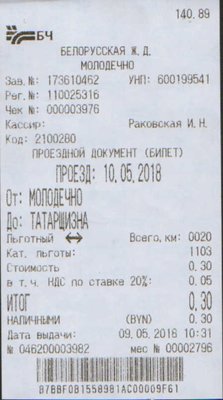 140.89
БЧ
БЕЛОРУССКАЯ Ж.Д.
МОЛОДЕЧНО
Зав.№: 173610462 УНП: 600199541
Рег.№: 110025316
Чек №: 000003976
Кассир: Раковская И.Н.
Код: 2100280
ПРОЕЗДНОЙ ДОКУМЕНТ (БИЛЕТ)
ПРОЕЗД: 10.05.2018
От: МОЛОДЕЧНО
До: ТАТАРЩИЗНА
Льготный ↔ Всего, км: 0020
Кат. льготы: 1103
Стоимость 0.30
в т.ч. НДС по ставке 20%: 0.05
ИТОГ 0.30
НАЛИЧНЫМИ (BYN) 0.30
Дата выдачи: 09.05.2018 10:31
№ 046200003982 мес № 00002796